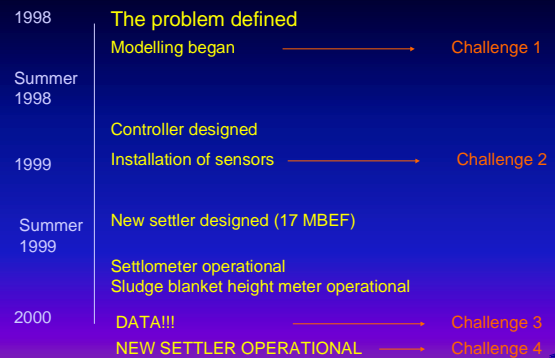 1998 The problem defined
Modelling began Challenge 1
Summer
1998
Controller designed
1999 Installation of sensors Challenge 2
Summer New settler designed (17 MBEF)
1999
Settlometer operational
Sludge blanket height meter operational
2000 DATA!!! Challenge 3
NEW SETTLER OPERATIONAL Challenge 4